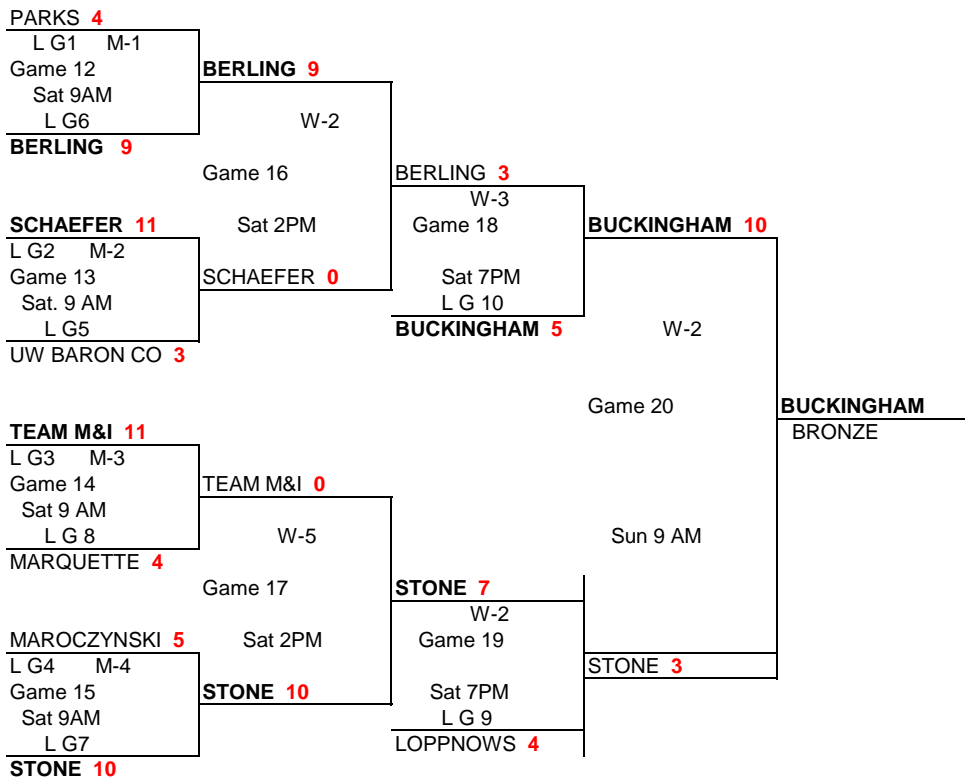 PARKS 4
L G1 M-1
Game 12
BERLING 9
Sat 9AM
L G6
W-2
BERLING 9
Game 16
BERLING 3
W-3
SCHAEFER 11
Sat 2PM
Game 18
BUCKINGHAM 10
L G2 M-2
Game 13
SCHAEFER 0
Sat 7PM
Sat. 9 AM
L G 10
L G5
BUCKINGHAM 5
W-2
UW BARON CO 3
Game 20
BUCKINGHAM
TEAM M&I 11
BRONZE
L G3 M-3
Game 14
TEAM M&I 0
Sat 9 AM
L G 8
W-5
Sun 9 AM
MARQUETTE 4
Game 17
STONE 7
W-2
MAROCZYNSKI 5
Sat 2PM
Game 19
L G4 M-4
STONE 3
Game 15
STONE 10
Sat 7PM
Sat 9AM
L G 9
L G7
LOPPNOWS 4
STONE 10